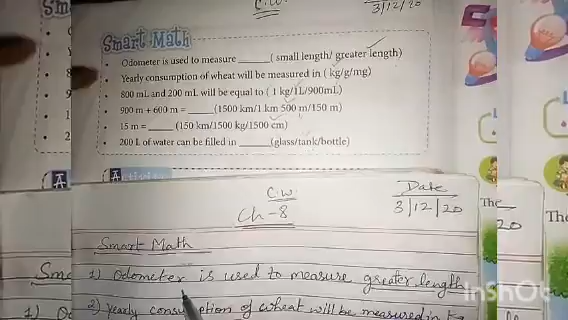 C.W.
3/12/20
Smart Math
Odometer is used to measure ______( small length/ greater length)
Yearly consumption of wheat will be measured in ( kg/g/mg)
800 mL and 200 mL will be equal to ( 1 kg/1L/900mL)
900 m + 600 m = _____(1500 km/1 km 500 m/150 m)
15 m = _____ (150 km/1500 kg/1500 cm)
200 L of water can be filled in ______(glass/tank/bottle)
C.W.
Date
Ch-8
3/12/20
Smart Math
1) Odometer is used to measure greater length
2) Yearly consumption of wheat will be measured in kg
InShOt